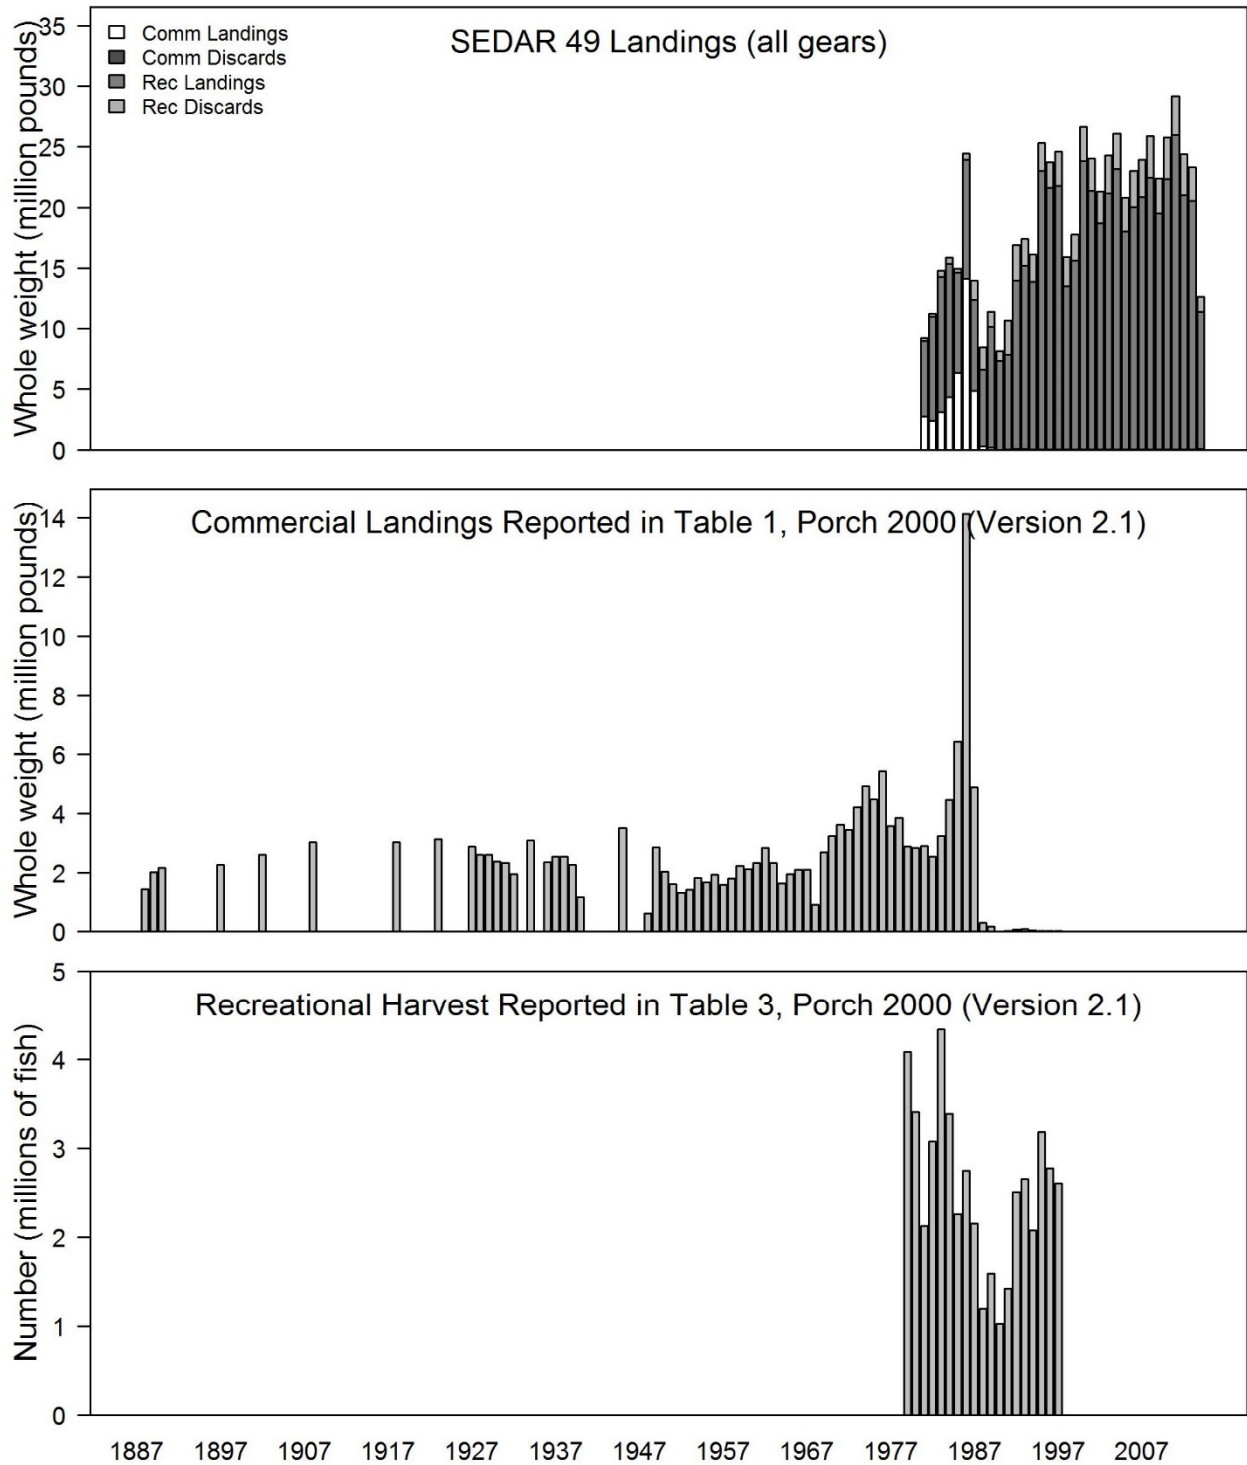 SEDAR 49 Landings (all gears)
Comm Landings
Comm Discards
Rec Landings
Rec Discards
Whole weight (million pounds)
35
30
25
20
15
10
5
0
Commercial Landings Reported in Table 1, Porch 2000 (Version 2.1)
Whole weight (million pounds)
14
12
10
8
6
4
2
0
Recreational Harvest Reported in Table 3, Porch 2000 (Version 2.1)
Number (millions of fish)
5
4
3
2
1
0
1887 1897 1907 1917 1927 1937 1947 1957 1967 1977 1987 1997 2007